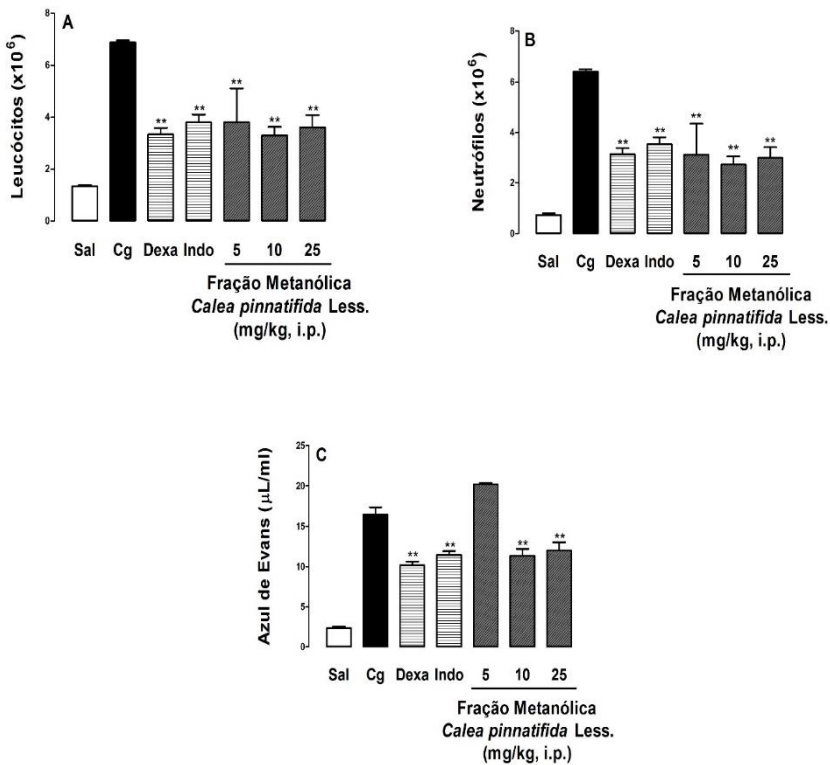 A
Leucócitos (x10⁶)
8
6
4
2
0
** ** ** ** **
Sal Cg Dexa Indo 5 10 25
Fração Metanólica
Calea pinnatifida Less.
(mg/kg, i.p.)
B
Neutrófilos (x10⁶)
8
6
4
2
0
** ** ** ** **
Sal Cg Dexa Indo 5 10 25
Fração Metanólica
Calea pinnatifida Less.
(mg/kg, i.p.)
C
Azul de Evans (µL/ml)
25
20
15
10
5
0
** ** ** **
Sal Cg Dexa Indo 5 10 25
Fração Metanólica
Calea pinnatifida Less.
(mg/kg, i.p.)